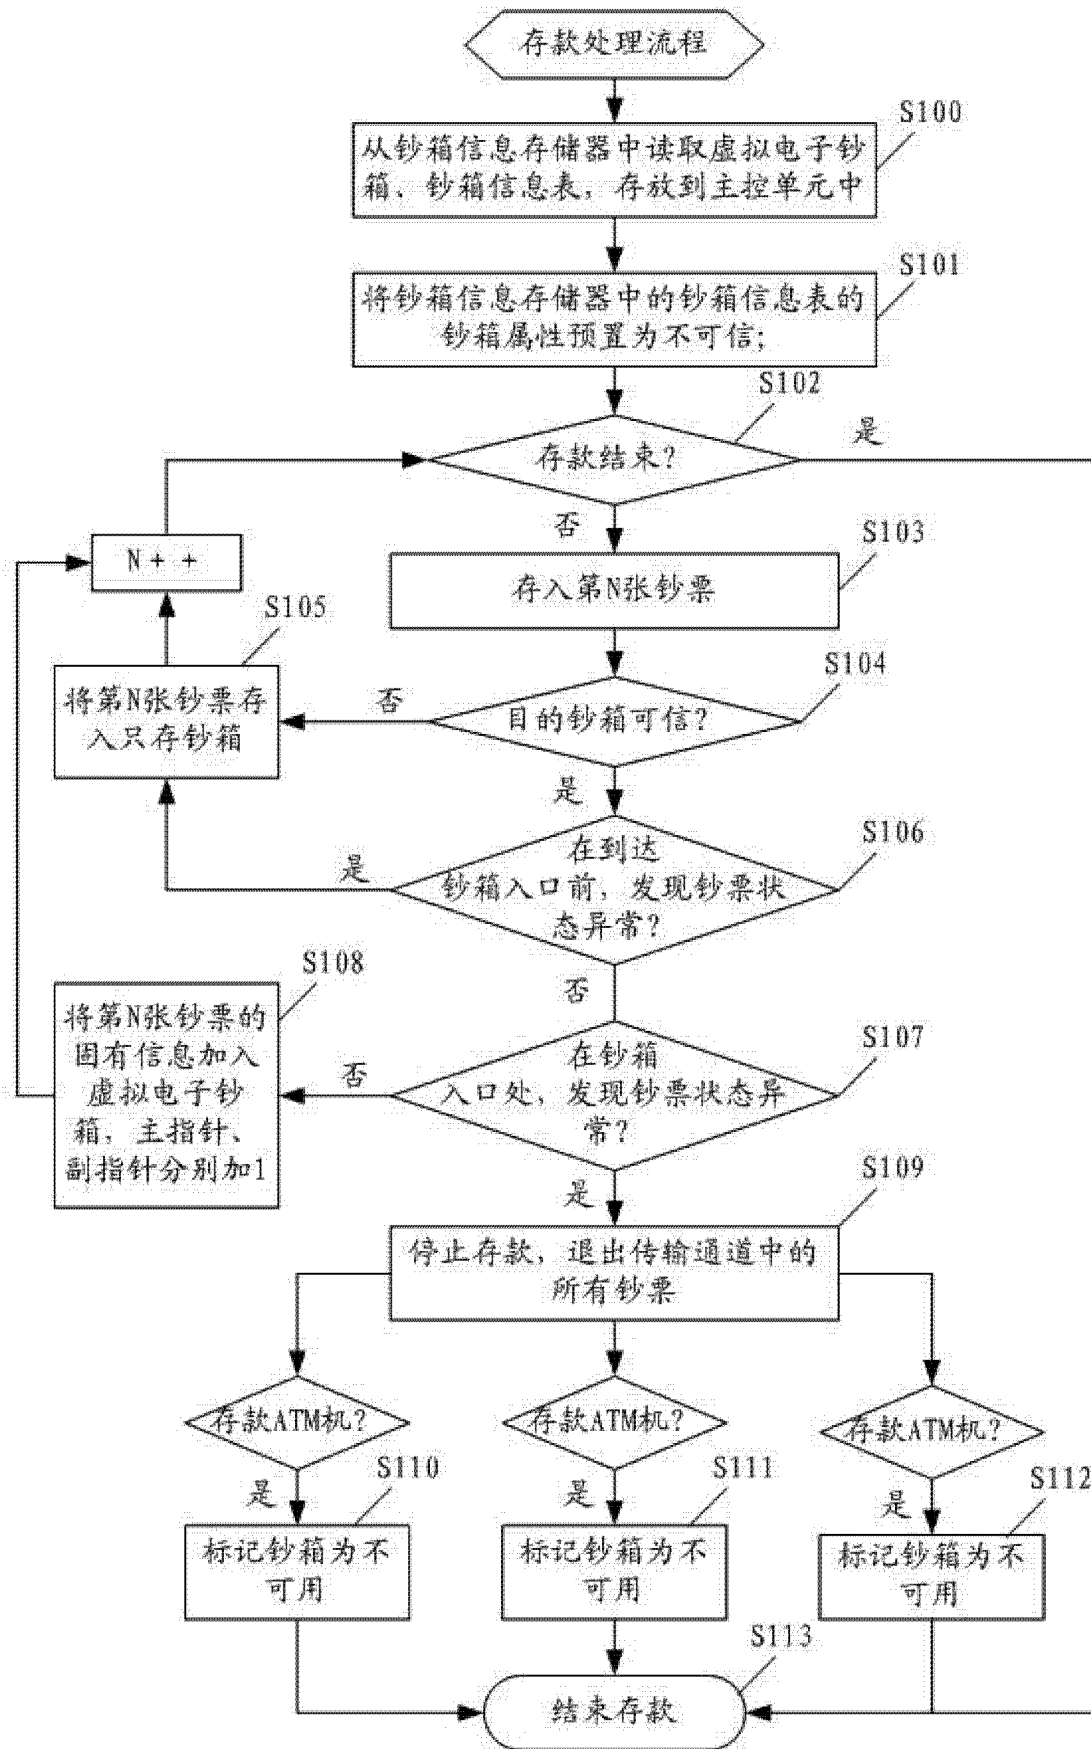 存款处理流程
S100
从钞箱信息存储器中读取虚拟电子钞
箱、钞箱信息表，存放到主控单元中
S101
将钞箱信息存储器中的钞箱信息表的
钞箱属性预置为不可信;
S102
存款结束?
是
否
S103
N++
存入第N张钞票
S105
S104
将第N张钞票存
入只存钞箱
否
目的钞箱可信?
是
S106
在到达
钞箱入口前，发现钞票状
态异常?
是
否
S108
将第N张钞票的
固有信息加入
虚拟电子钞
箱，主指针、
副指针分别加1
S107
在钞箱
入口处，发现钞票状态异
常?
否
是
S109
停止存款，退出传输通道中的
所有钞票
存款ATM机?
存款ATM机?
存款ATM机?
是
S110
是
S111
是
S112
标记钞箱为不
可用
标记钞箱为不
可用
标记钞箱为不
可用
S113
结束存款